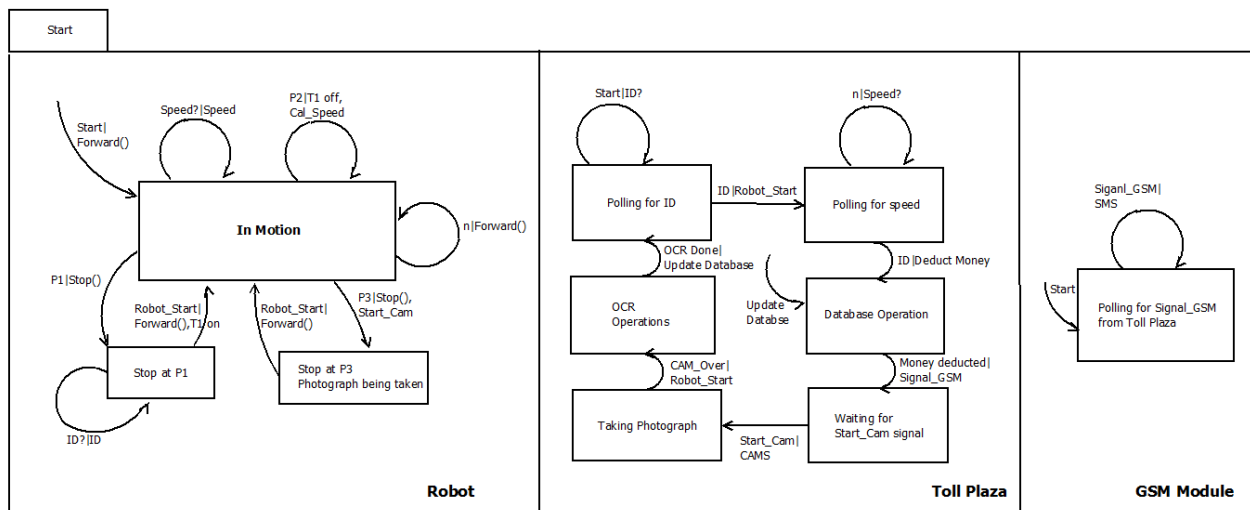 Start
Start|
Forward()
Speed?|Speed
P2|T1 off,
Cal_Speed
In Motion
n|Forward()
P1|Stop()
Robot_Start|
Forward(),T1 on
Robot_Start|
Forward()
P3|Stop(),
Start_Cam
Stop at P1
Stop at P3
Photograph being taken
ID?|ID
Robot
Start|ID?
n|Speed?
Polling for ID
ID|Robot_Start
Polling for speed
OCR Done|
Update Database
ID|Deduct Money
OCR
Operations
Update
Databse
Database Operation
CAM_Over|
Robot_Start
Money deducted|
Signal_GSM
Taking Photograph
Start_Cam|
CAMS
Waiting for
Start_Cam signal
Toll Plaza
Siganl_GSM|
SMS
Start
Polling for Signal_GSM
from Toll Plaza
GSM Module